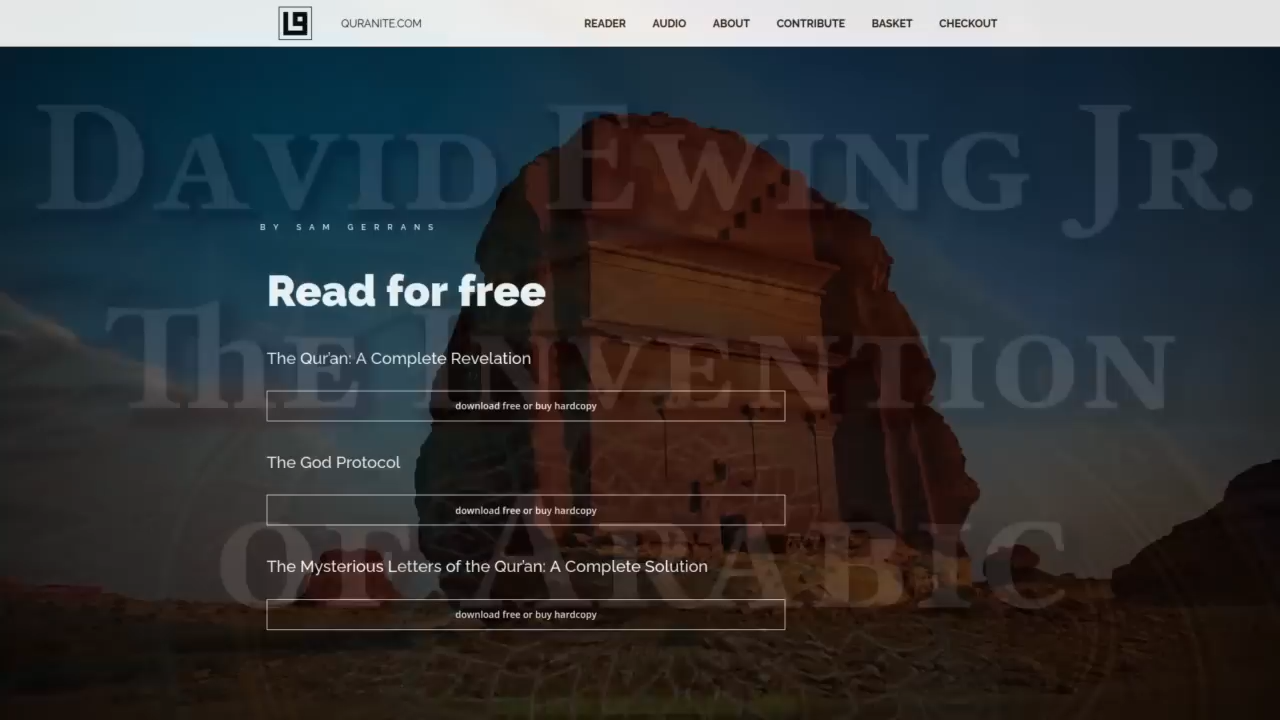 QURANITE.COM
READER AUDIO ABOUT CONTRIBUTE BASKET CHECKOUT
David Ewing Jr.
BY SAM GERRANS
Read for free
The Invention
The Qur'an: A Complete Revelation
download free or buy hardcopy
The God Protocol
download free or buy hardcopy
of Arabic
The Mysterious Letters of the Qur'an: A Complete Solution
download free or buy hardcopy